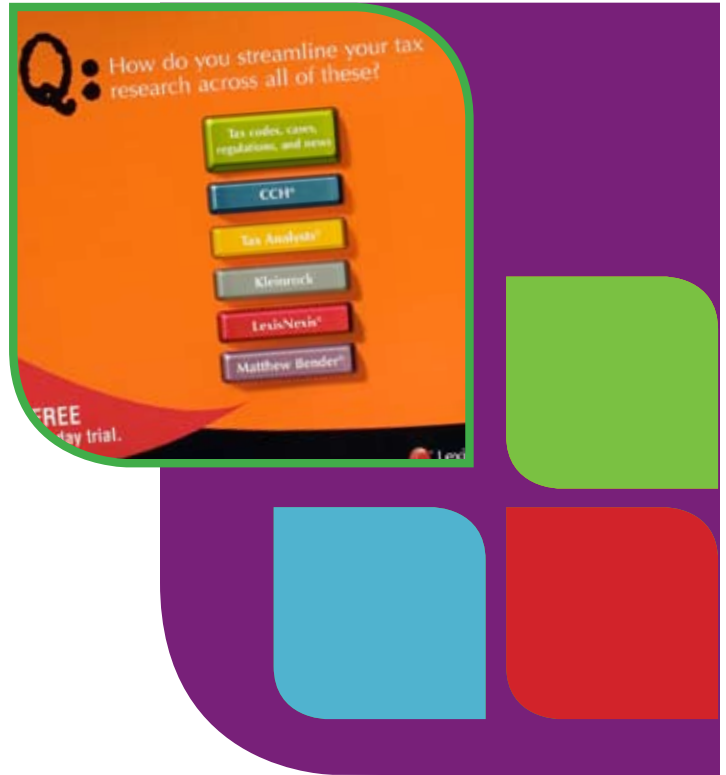 Q: How do you streamline your tax
research across all of these?
Tax codes, cases,
regulations, and news
CCH®
Tax Analysts®
Kleinrock
LexisNexis®
Matthew Bender®
FREE
day trial.
Lexi